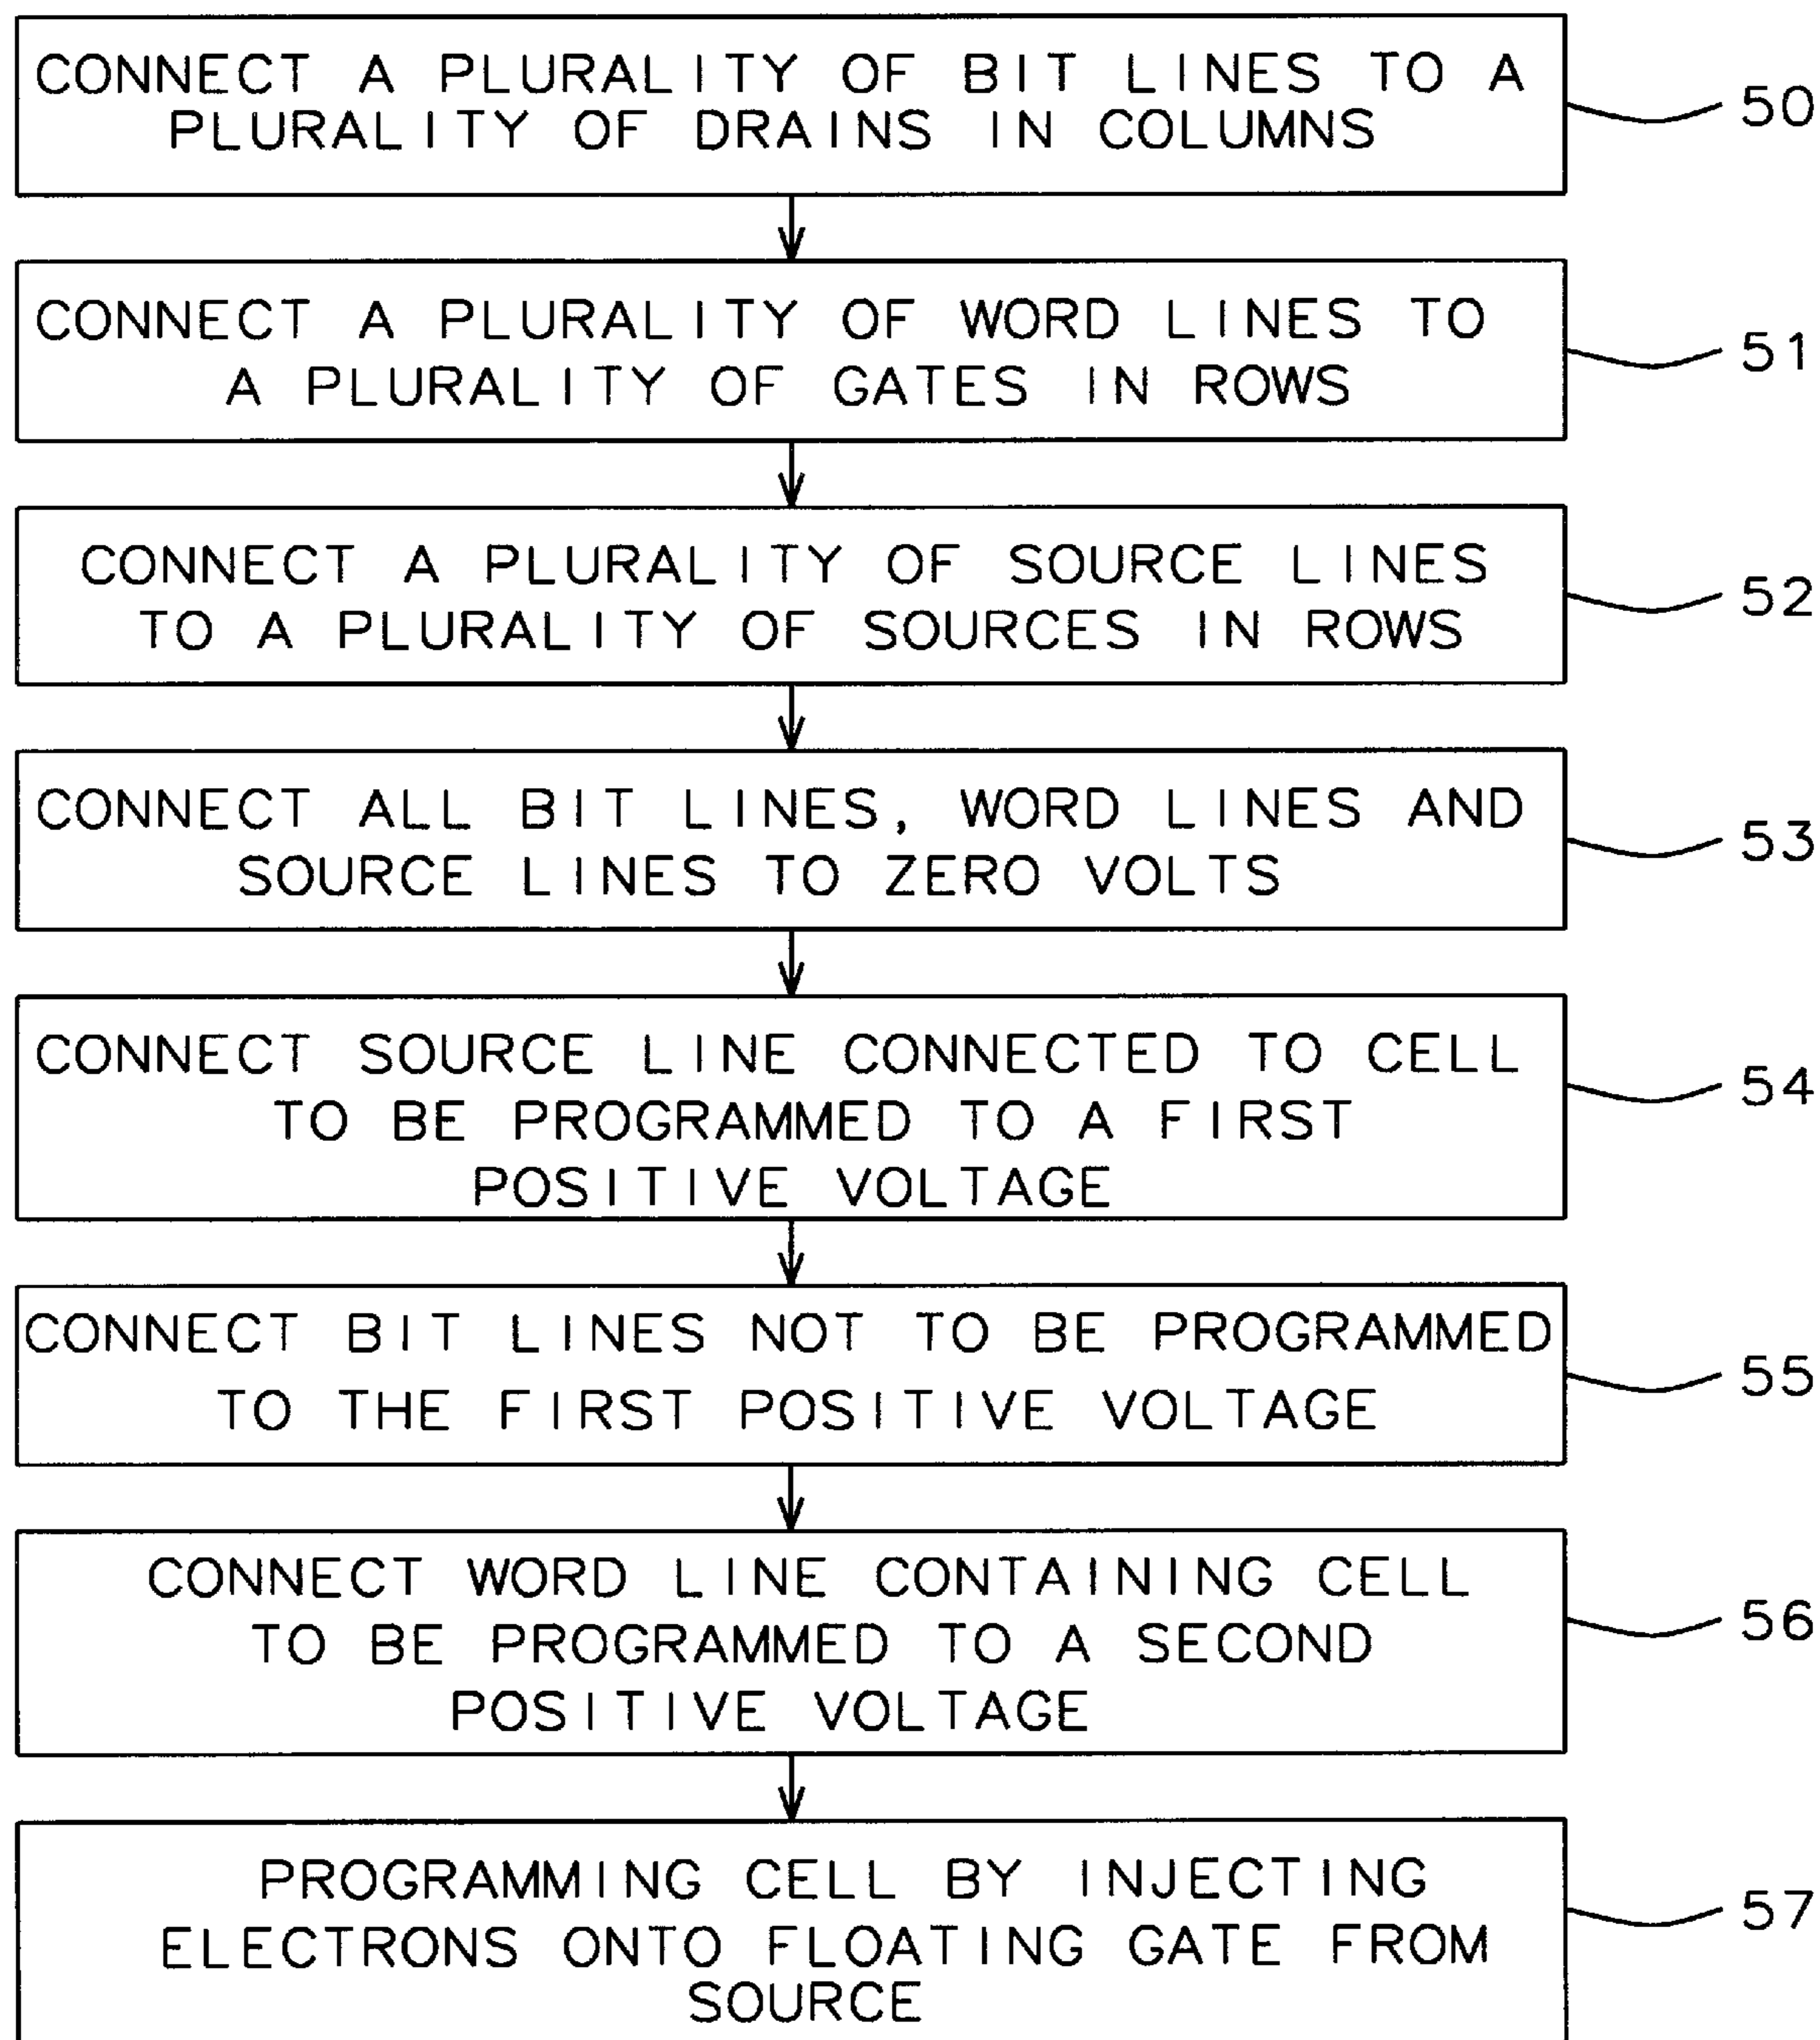 CONNECT A PLURALITY OF BIT LINES TO A
PLURALITY OF DRAINS IN COLUMNS
50
CONNECT A PLURALITY OF WORD LINES TO
A PLURALITY OF GATES IN ROWS
51
CONNECT A PLURALITY OF SOURCE LINES
TO A PLURALITY OF SOURCES IN ROWS
52
CONNECT ALL BIT LINES, WORD LINES AND
SOURCE LINES TO ZERO VOLTS
53
CONNECT SOURCE LINE CONNECTED TO CELL
TO BE PROGRAMMED TO A FIRST
POSITIVE VOLTAGE
54
CONNECT BIT LINES NOT TO BE PROGRAMMED
TO THE FIRST POSITIVE VOLTAGE
55
CONNECT WORD LINE CONTAINING CELL
TO BE PROGRAMMED TO A SECOND
POSITIVE VOLTAGE
56
PROGRAMMING CELL BY INJECTING
ELECTRONS ONTO FLOATING GATE FROM
SOURCE
57